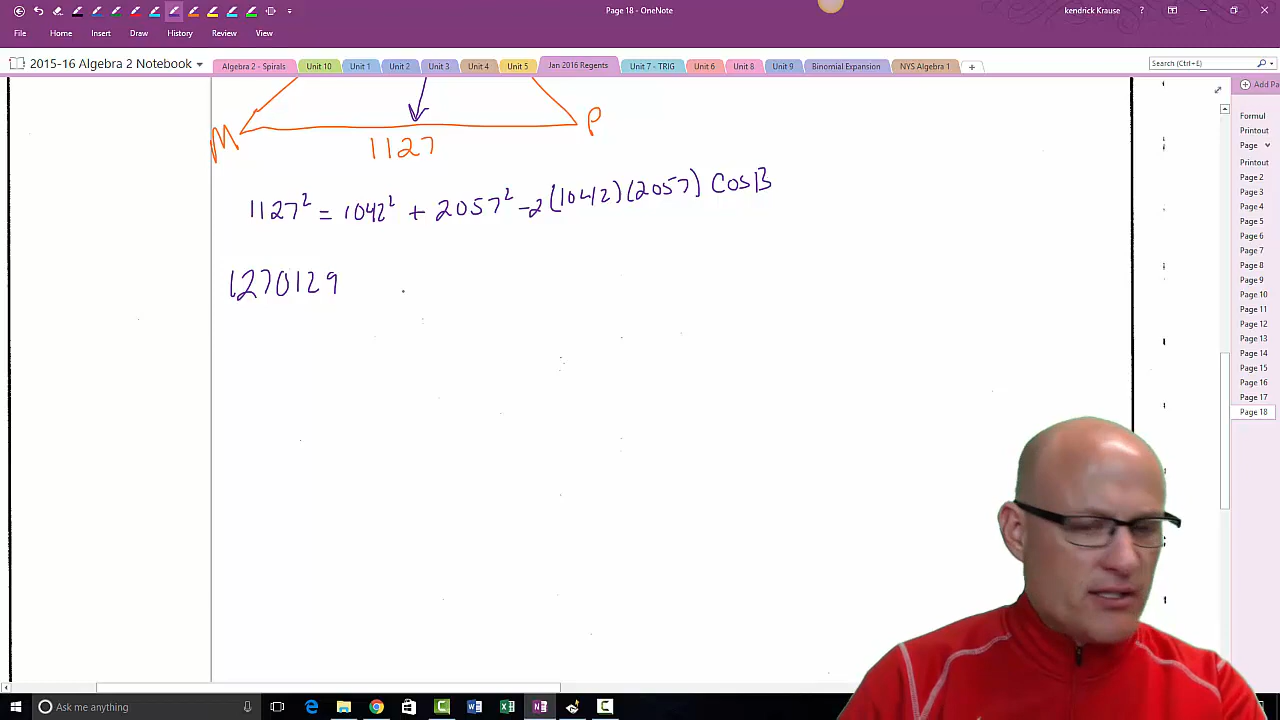 Page 18 - OneNote
kendrick Krause
?
File Home Insert Draw History Review View
2015-16 Algebra 2 Notebook
Algebra 2 - Spirals Unit 10 Unit 1 Unit 2 Unit 3 Unit 4 Unit 5 Jan 2016 Regents Unit 7 - TRIG Unit 6 Unit 8 Unit 9 Binomial Expansion NYS Algebra 1 +
Search (Ctrl+E)
Add Pa
M
1127
P
1127² = 1042² + 2057² -2(1042)(2057) cosB
1270129
Formul
Printout
Page
Printout
Page 2
Page 3
Page 4
Page 5
Page 6
Page 7
Page 8
Page 9
Page 10
Page 11
Page 12
Page 13
Page 14
Page 15
Page 16
Page 17
Page 18
Ask me anything